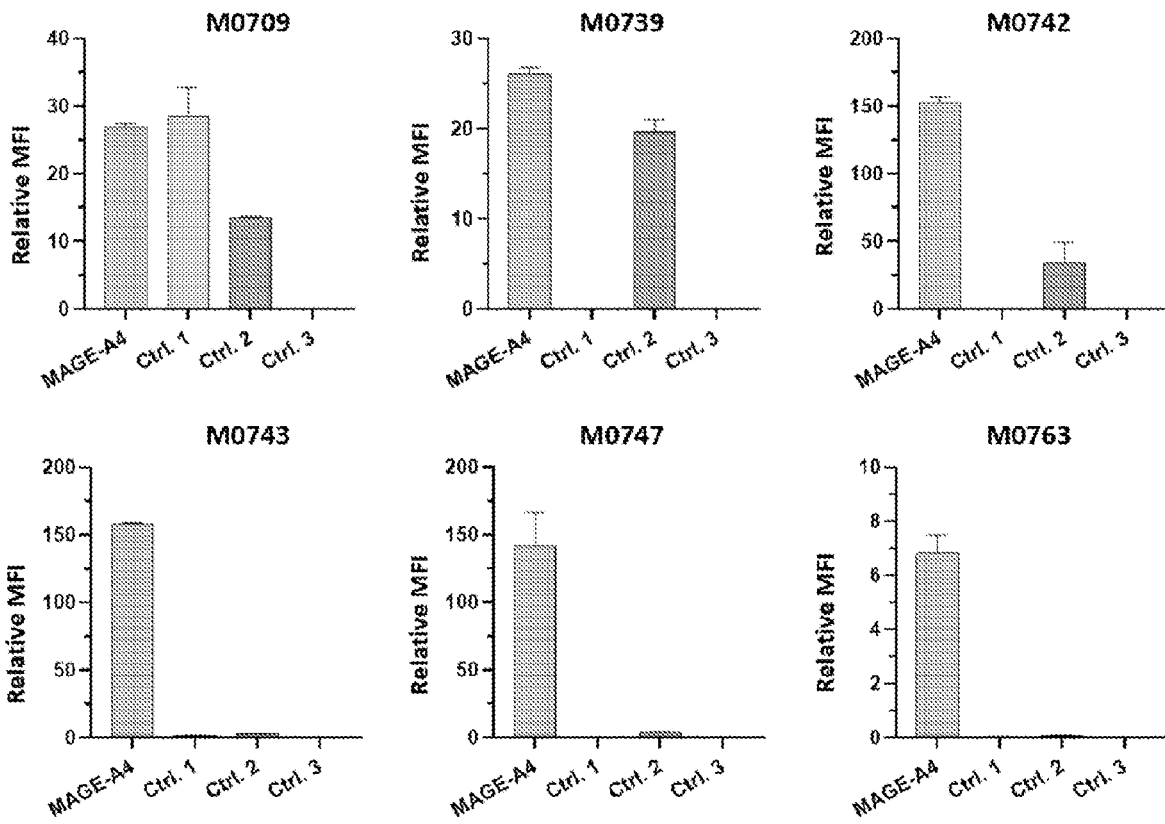 M0709
40
30
20
10
0
Relative MFI
MAGE-A4
Ctrl. 1
Ctrl. 2
Ctrl. 3
M0739
30
20
10
0
Relative MFI
MAGE-A4
Ctrl. 1
Ctrl. 2
Ctrl. 3
M0742
200
150
100
50
0
Relative MFI
MAGE-A4
Ctrl. 1
Ctrl. 2
Ctrl. 3
M0743
200
150
100
50
0
Relative MFI
MAGE-A4
Ctrl. 1
Ctrl. 2
Ctrl. 3
M0747
200
150
100
50
0
Relative MFI
MAGE-A4
Ctrl. 1
Ctrl. 2
Ctrl. 3
M0763
10
8
6
4
2
0
Relative MFI
MAGE-A4
Ctrl. 1
Ctrl. 2
Ctrl. 3